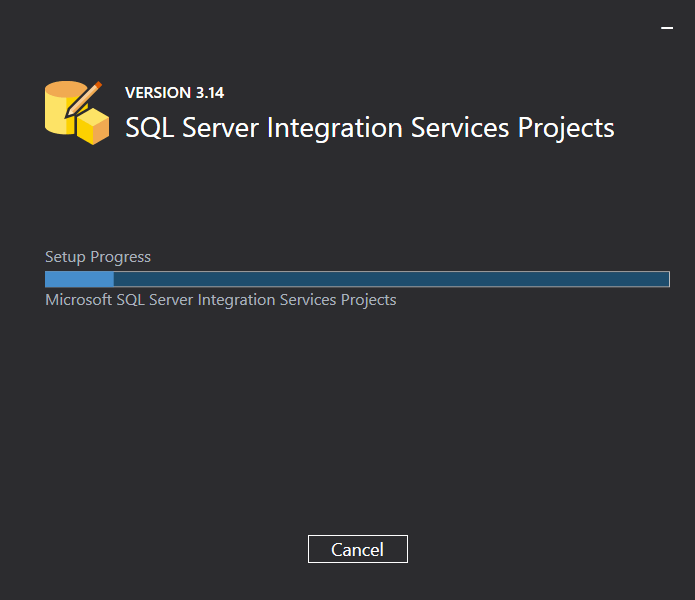 VERSION 3.14
SQL Server Integration Services Projects
Setup Progress
Microsoft SQL Server Integration Services Projects
Cancel